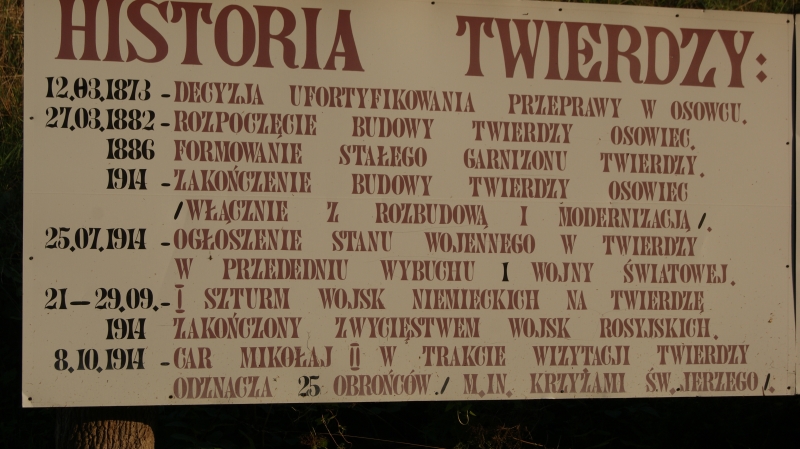 HISTORIA TWIERDZY:
12.03.1873 - DECYZJA UFORTYFIKOWANIA PRZEPRAWY W OSOWCU.
27.03.1882 - ROZPOCZĘCIE BUDOWY TWIERDZY OSOWIEC.
1886 FORMOWANIE STAŁEGO GARNIZONU TWIERDZY.
1914 - ZAKOŃCZENIE BUDOWY TWIERDZY OSOWIEC
/WŁĄCZNIE Z ROZBUDOWĄ I MODERNIZACJĄ/.
25.07.1914 - OGŁOSZENIE STANU WOJENNEGO W TWIERDZY
W PRZEDEDNIU WYBUCHU I WOJNY ŚWIATOWEJ.
21-29.09. - I SZTURM WOJSK NIEMIECKICH NA TWIERDZĘ
1914 ZAKOŃCZONY ZWYCIĘSTWEM WOJSK ROSYJSKICH.
8.10.1914 - CAR MIKOŁAJ II W TRAKCIE WIZYTACJI TWIERDZY
ODZNACZA 25 OBROŃCÓW / M.IN. KRZYŻAMI ŚW. JERZEGO/.